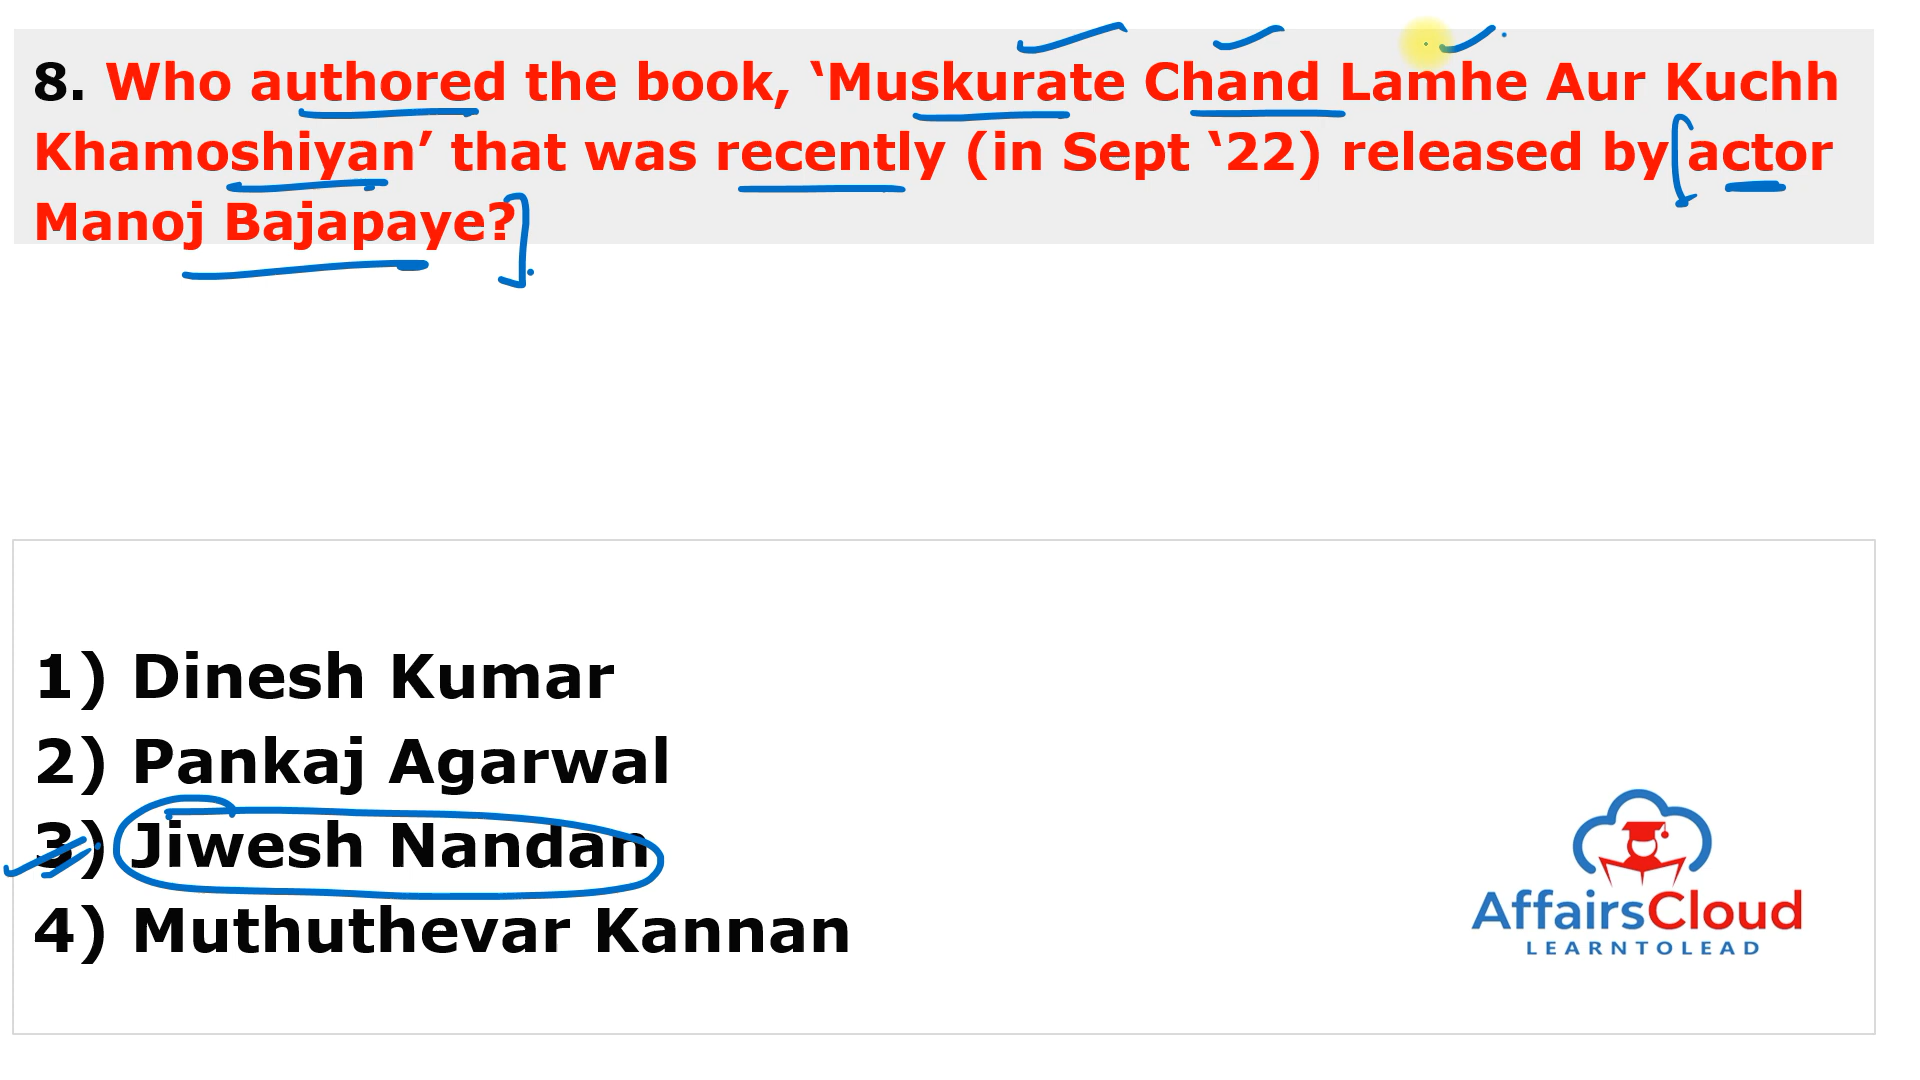 8. Who authored the book, ‘Muskurate Chand Lamhe Aur Kuchh
Khamoshiyan’ that was recently (in Sept ‘22) released by actor
Manoj Bajapaye?
1) Dinesh Kumar
2) Pankaj Agarwal
3) Jiwesh Nandan
4) Muthuthevar Kannan
AffairsCloud
LEARNTOLEAD